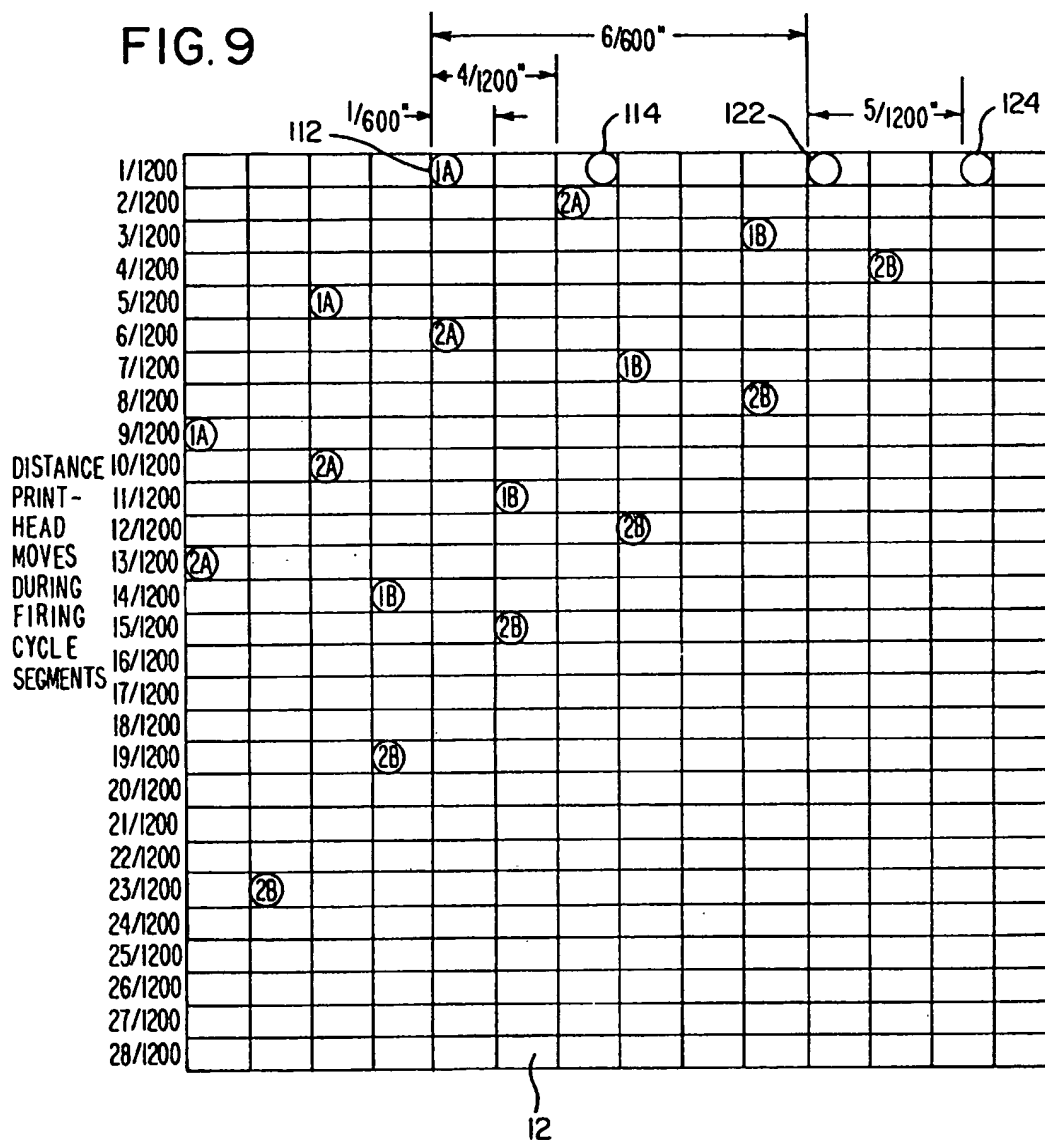 FIG. 9
6/600"
4/1200"
1/600"
5/1200"
112
114
122
124
1/1200 1A
2/1200 2A
3/1200 1B
4/1200 2B
5/1200 1A
6/1200 2A
7/1200 1B
8/1200 2B
9/1200 1A
10/1200 2A
11/1200 1B
12/1200 2B
13/1200 2A
14/1200 1B
15/1200 2B
16/1200
17/1200
18/1200
19/1200 2B
20/1200
21/1200
22/1200
23/1200 2B
24/1200
25/1200
26/1200
27/1200
28/1200
DISTANCE
PRINT-
HEAD
MOVES
DURING
FIRING
CYCLE
SEGMENTS
12